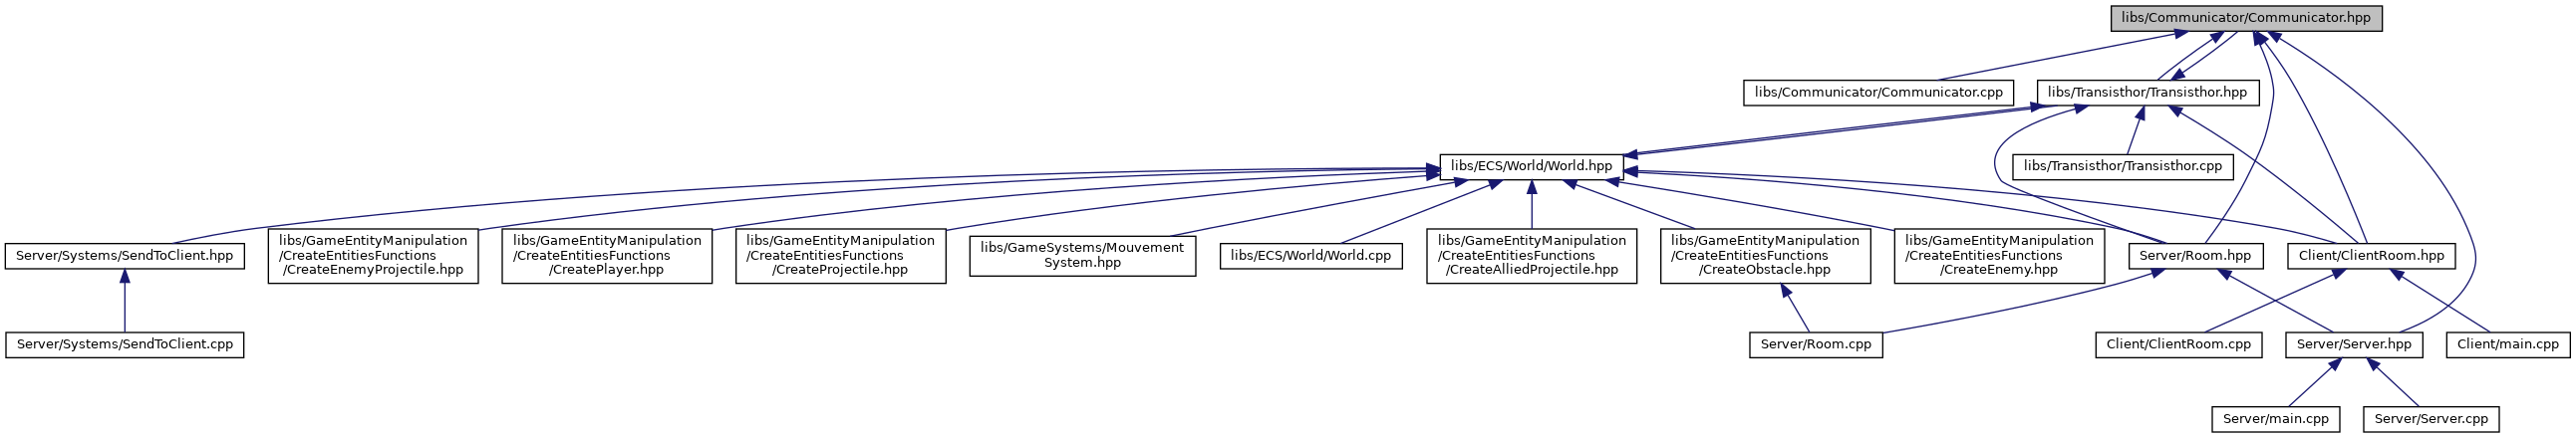 libs/Communicator/Communicator.hpp
libs/Communicator/Communicator.cpp
libs/Transisthor/Transisthor.hpp
libs/ECS/World/World.hpp
libs/Transisthor/Transisthor.cpp
Server/Systems/SendToClient.hpp
libs/GameEntityManipulation
/CreateEntitiesFunctions
/CreateEnemyProjectile.hpp
libs/GameEntityManipulation
/CreateEntitiesFunctions
/CreatePlayer.hpp
libs/GameEntityManipulation
/CreateEntitiesFunctions
/CreateProjectile.hpp
libs/GameSystems/Mouvement
System.hpp
libs/ECS/World/World.cpp
libs/GameEntityManipulation
/CreateEntitiesFunctions
/CreateAlliedProjectile.hpp
libs/GameEntityManipulation
/CreateEntitiesFunctions
/CreateObstacle.hpp
libs/GameEntityManipulation
/CreateEntitiesFunctions
/CreateEnemy.hpp
Server/Room.hpp
Client/ClientRoom.hpp
Server/Systems/SendToClient.cpp
Server/Room.cpp
Client/ClientRoom.cpp
Server/Server.hpp
Client/main.cpp
Server/main.cpp
Server/Server.cpp